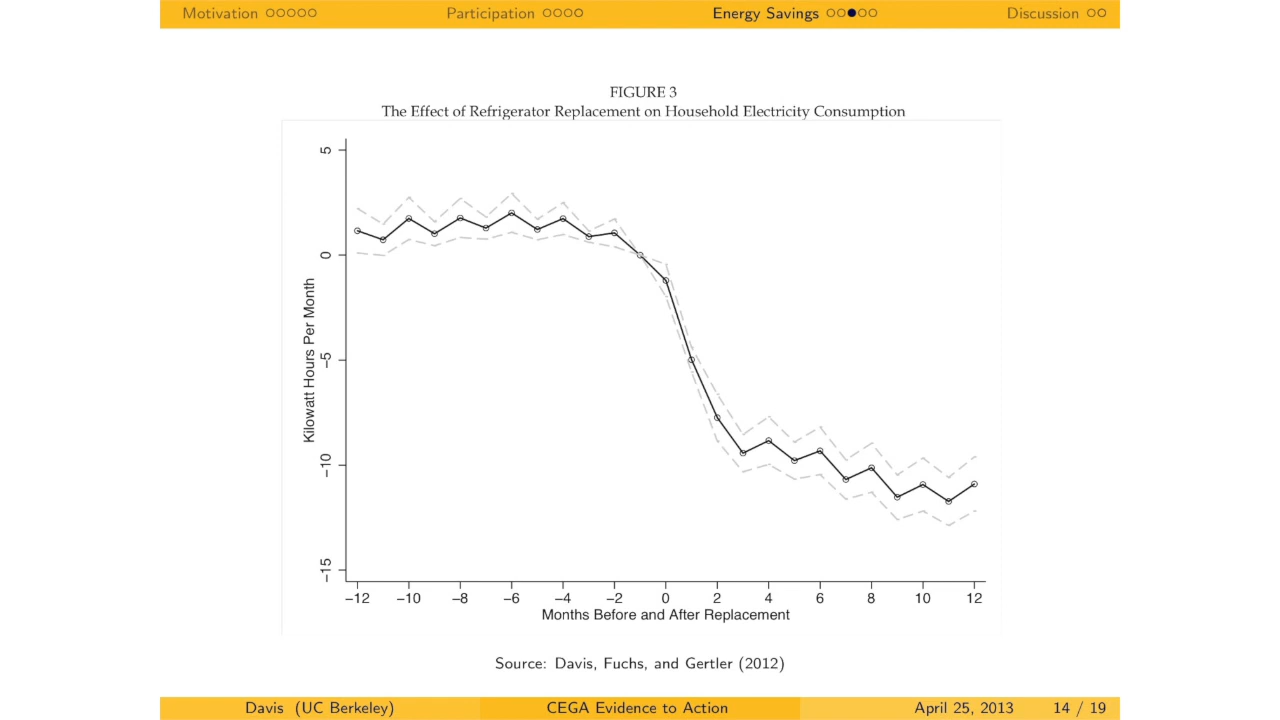 Motivation Participation Energy Savings Discussion
FIGURE 3
The Effect of Refrigerator Replacement on Household Electricity Consumption
Kilowatt Hours Per Month
5
0
−5
−10
−15
−12 −10 −8 −6 −4 −2 0 2 4 6 8 10 12
Months Before and After Replacement
Source: Davis, Fuchs, and Gertler (2012)
Davis (UC Berkeley) CEGA Evidence to Action April 25, 2013 14 / 19